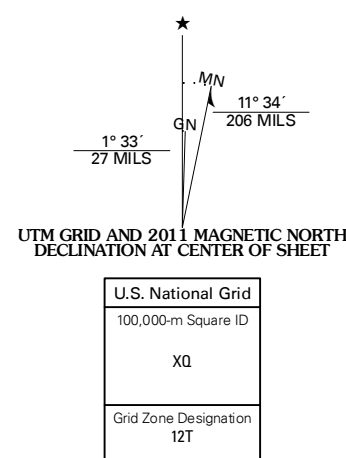 ★
MN
GN
11° 34´
206 MILS
1° 33´
27 MILS
UTM GRID AND 2011 MAGNETIC NORTH
DECLINATION AT CENTER OF SHEET
U.S. National Grid
100,000-m Square ID
XQ
Grid Zone Designation
12T